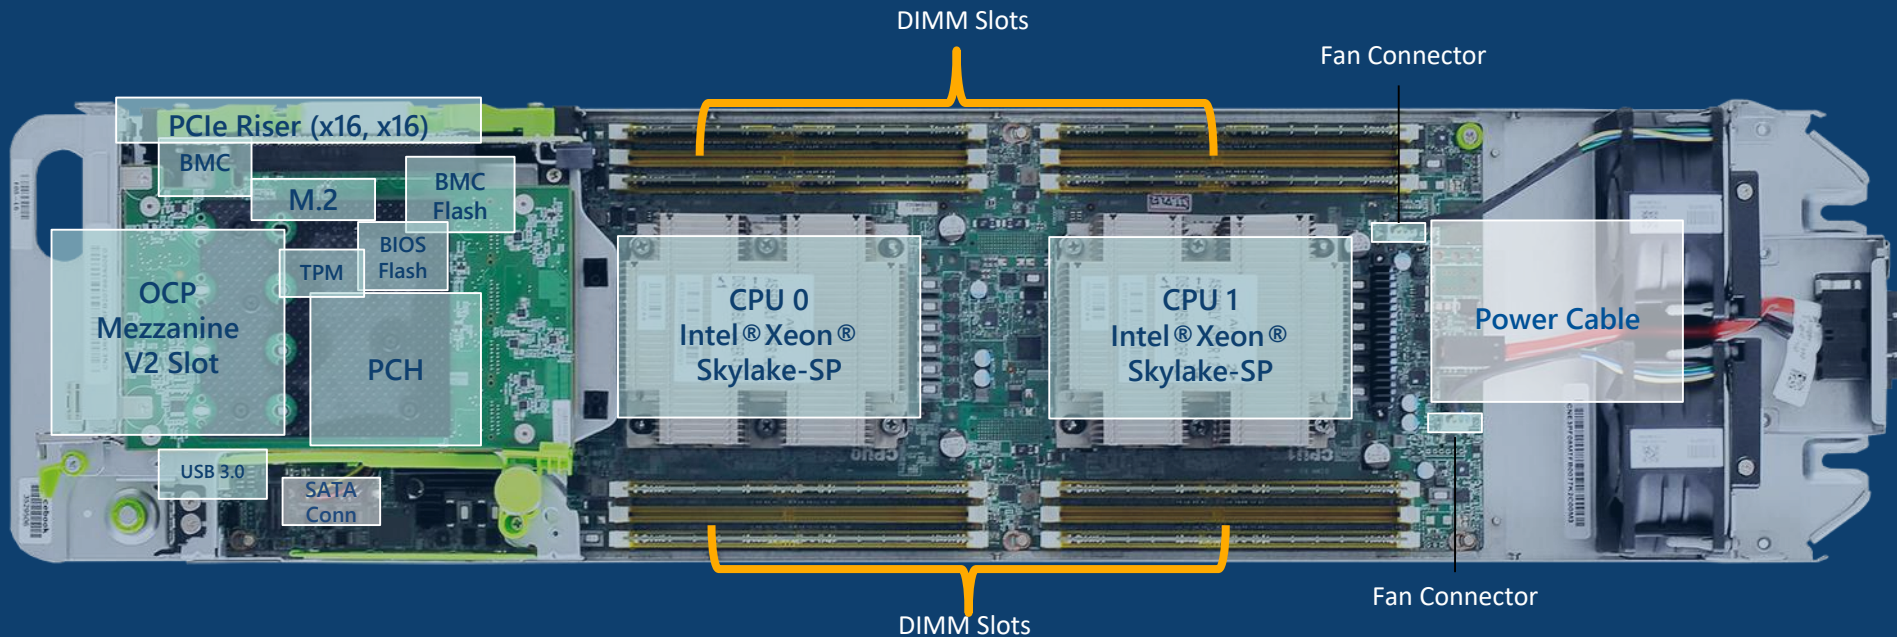 DIMM Slots
Fan Connector
PCIe Riser (x16, x16)
BMC
M.2
BMC
Flash
BIOS
Flash
TPM
OCP
Mezzanine
V2 Slot
PCH
CPU 0
Intel®Xeon®
Skylake-SP
CPU 1
Intel®Xeon®
Skylake-SP
Power Cable
USB 3.0
SATA
Conn
CPU0
CPU1
Fan Connector
DIMM Slots